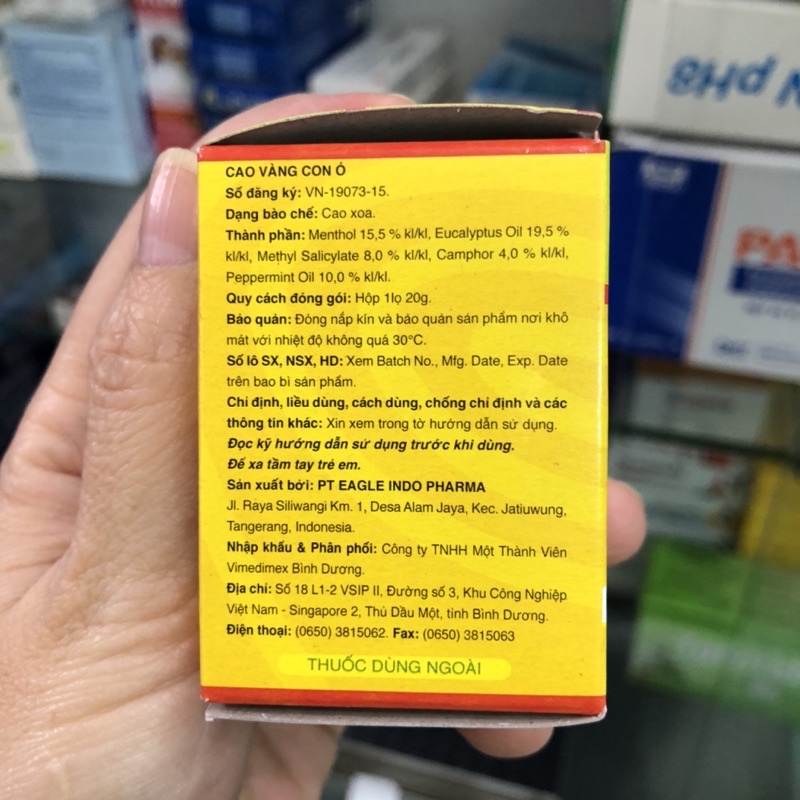 CAO VÀNG CON Ó
Số đăng ký: VN-19073-15.
Dạng bào chế: Cao xoa.
Thành phần: Menthol 15,5 % kl/kl, Eucalyptus Oil 19,5 %
kl/kl, Methyl Salicylate 8,0 % kl/kl, Camphor 4,0 % kl/kl,
Peppermint Oil 10,0 % kl/kl.
Quy cách đóng gói: Hộp 1lọ 20g.
Bảo quản: Đóng nắp kín và bảo quản sản phẩm nơi khô
mát với nhiệt độ không quá 30°C.
Số lô SX, NSX, HD: Xem Batch No., Mfg. Date, Exp. Date
trên bao bì sản phẩm.
Chỉ định, liều dùng, cách dùng, chống chỉ định và các
thông tin khác: Xin xem trong tờ hướng dẫn sử dụng.
Đọc kỹ hướng dẫn sử dụng trước khi dùng.
Để xa tầm tay trẻ em.
Sản xuất bởi: PT EAGLE INDO PHARMA
Jl. Raya Siliwangi Km. 1, Desa Alam Jaya, Kec. Jatiuwung,
Tangerang, Indonesia.
Nhập khẩu & Phân phối: Công ty TNHH Một Thành Viên
Vimedimex Bình Dương.
Địa chỉ: Số 18 L1-2 VSIP II, Đường số 3, Khu Công Nghiệp
Việt Nam - Singapore 2, Thủ Dầu Một, tỉnh Bình Dương.
Điện thoại: (0650) 3815062. Fax: (0650) 3815063
THUỐC DÙNG NGOÀI
pH8